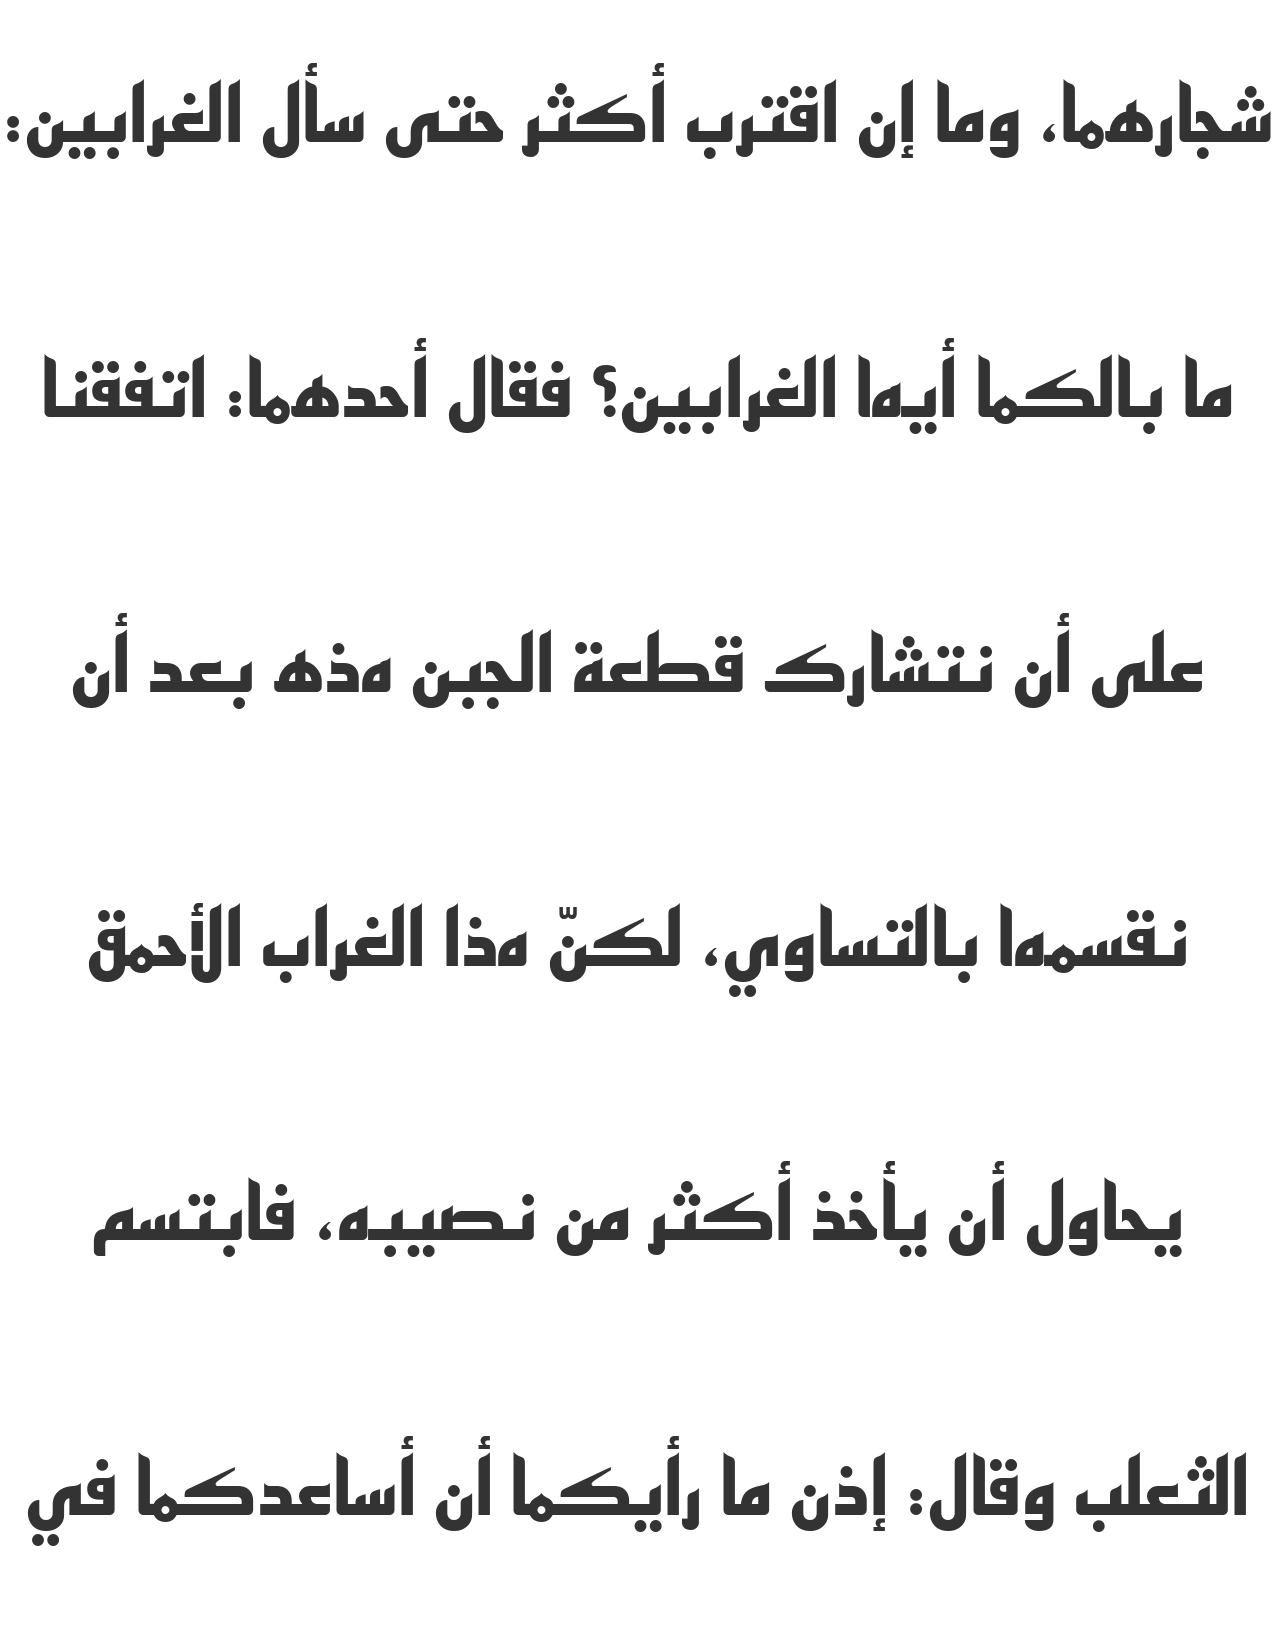 شجارهما، وما إن اقترب أكثر حتى سأل الغرابين:
ما بالكما أيها الغرابين؟ فقال أحدهما: اتفقنا
على أن نتشارك قطعة الجبن هذه بعد أن
نقسمها بالتساوي، لكنّ هذا الغراب الأحمق
يحاول أن يأخذ أكثر من نصيبه، فابتسم
الثعلب وقال: إذن ما رأيكما أن أساعدكما في